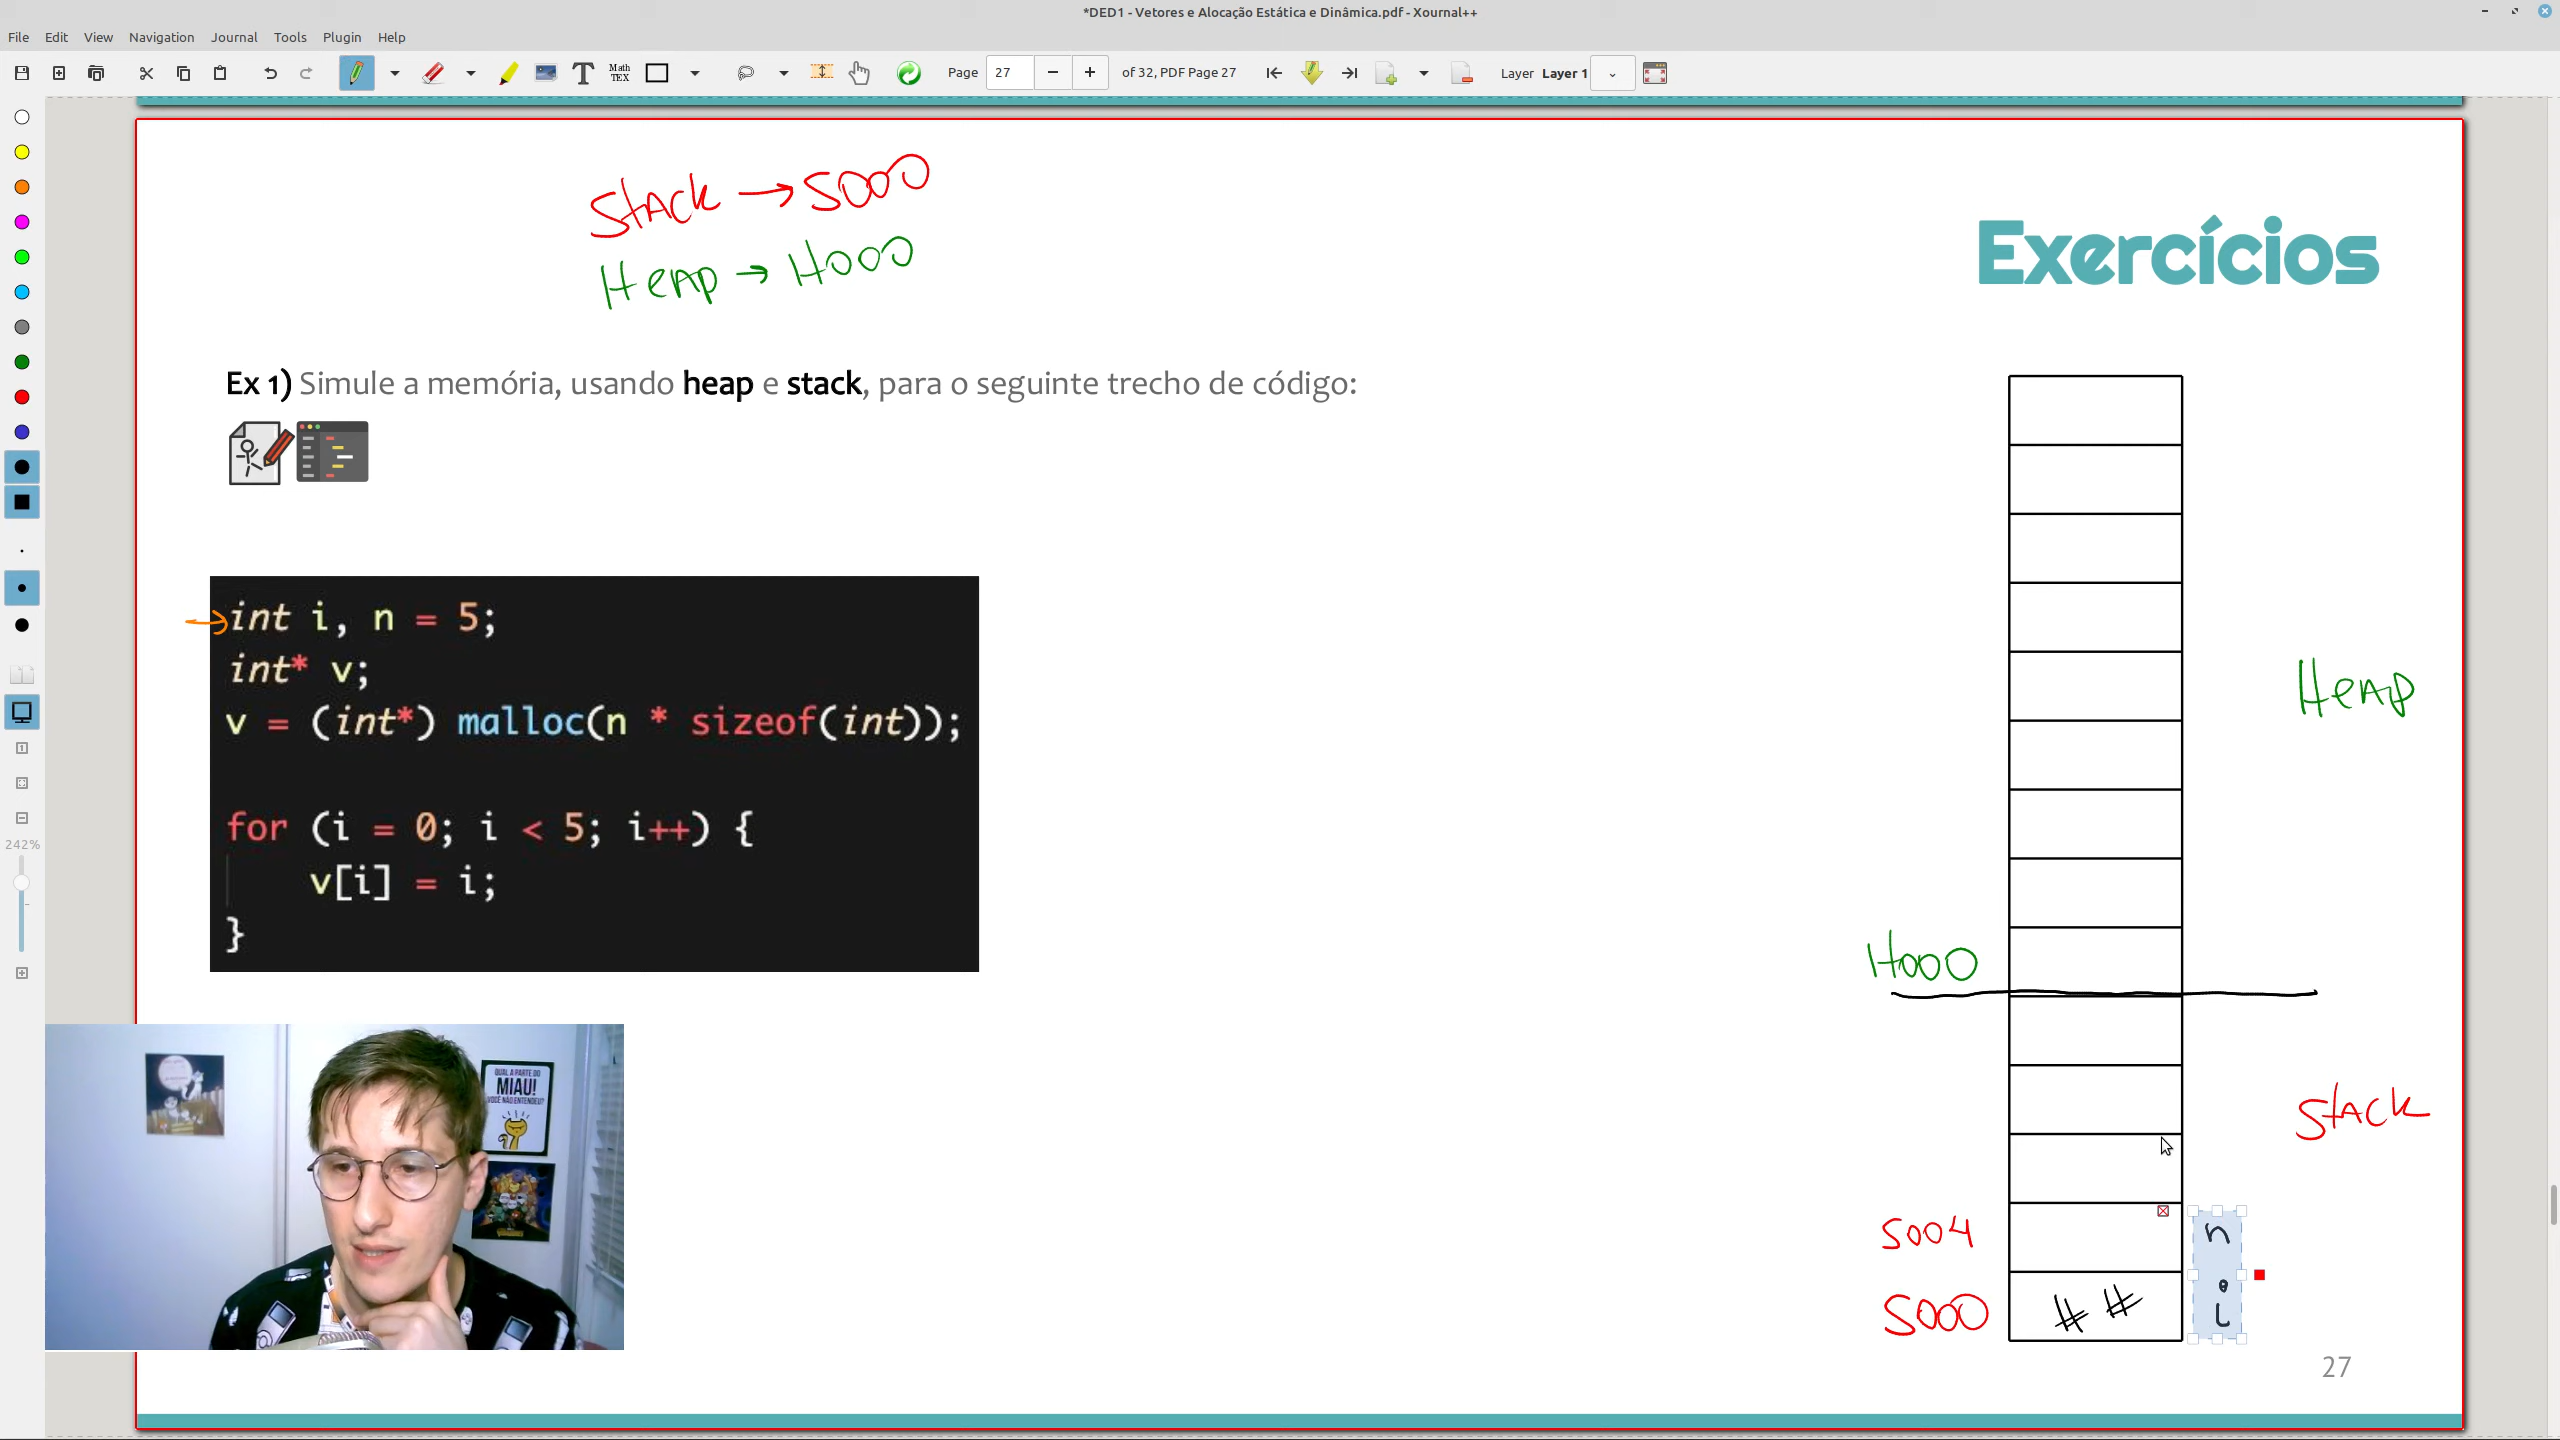 *DED1 - Vetores e Alocação Estática e Dinâmica.pdf - Xournal++
File Edit View Navigation Journal Tools Plugin Help
Math TEX
Page 27 of 32, PDF Page 27
Layer Layer 1
242%
Stack → S000
Heap → H000
Exercícios
Ex 1) Simule a memória, usando heap e stack, para o seguinte trecho de código:
int i, n = 5;
int* v;
v = (int*) malloc(n * sizeof(int));
for (i = 0; i < 5; i++) {
v[i] = i;
}
Heap
H000
Stack
S004
n
S000
##
i
QUAL A PARTE DO
MIAU!
VOCÊ NÃO ENTENDEU?
27